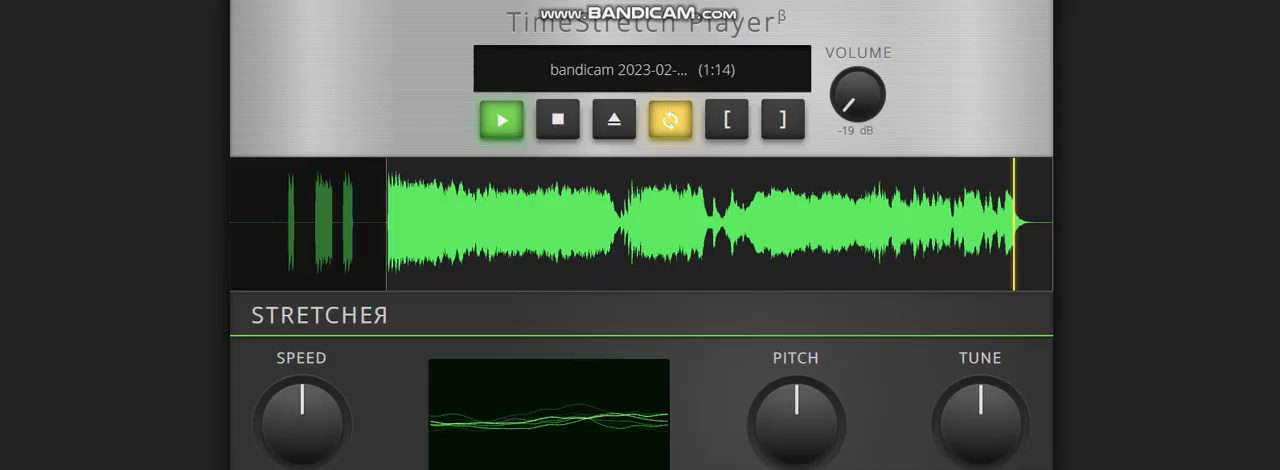 www.BANDICAM.com
TimeStretch Player β
bandicam 2023-02-... (1:14)
VOLUME
[ ]
-19 dB
STRETCHEЯ
SPEED
PITCH
TUNE